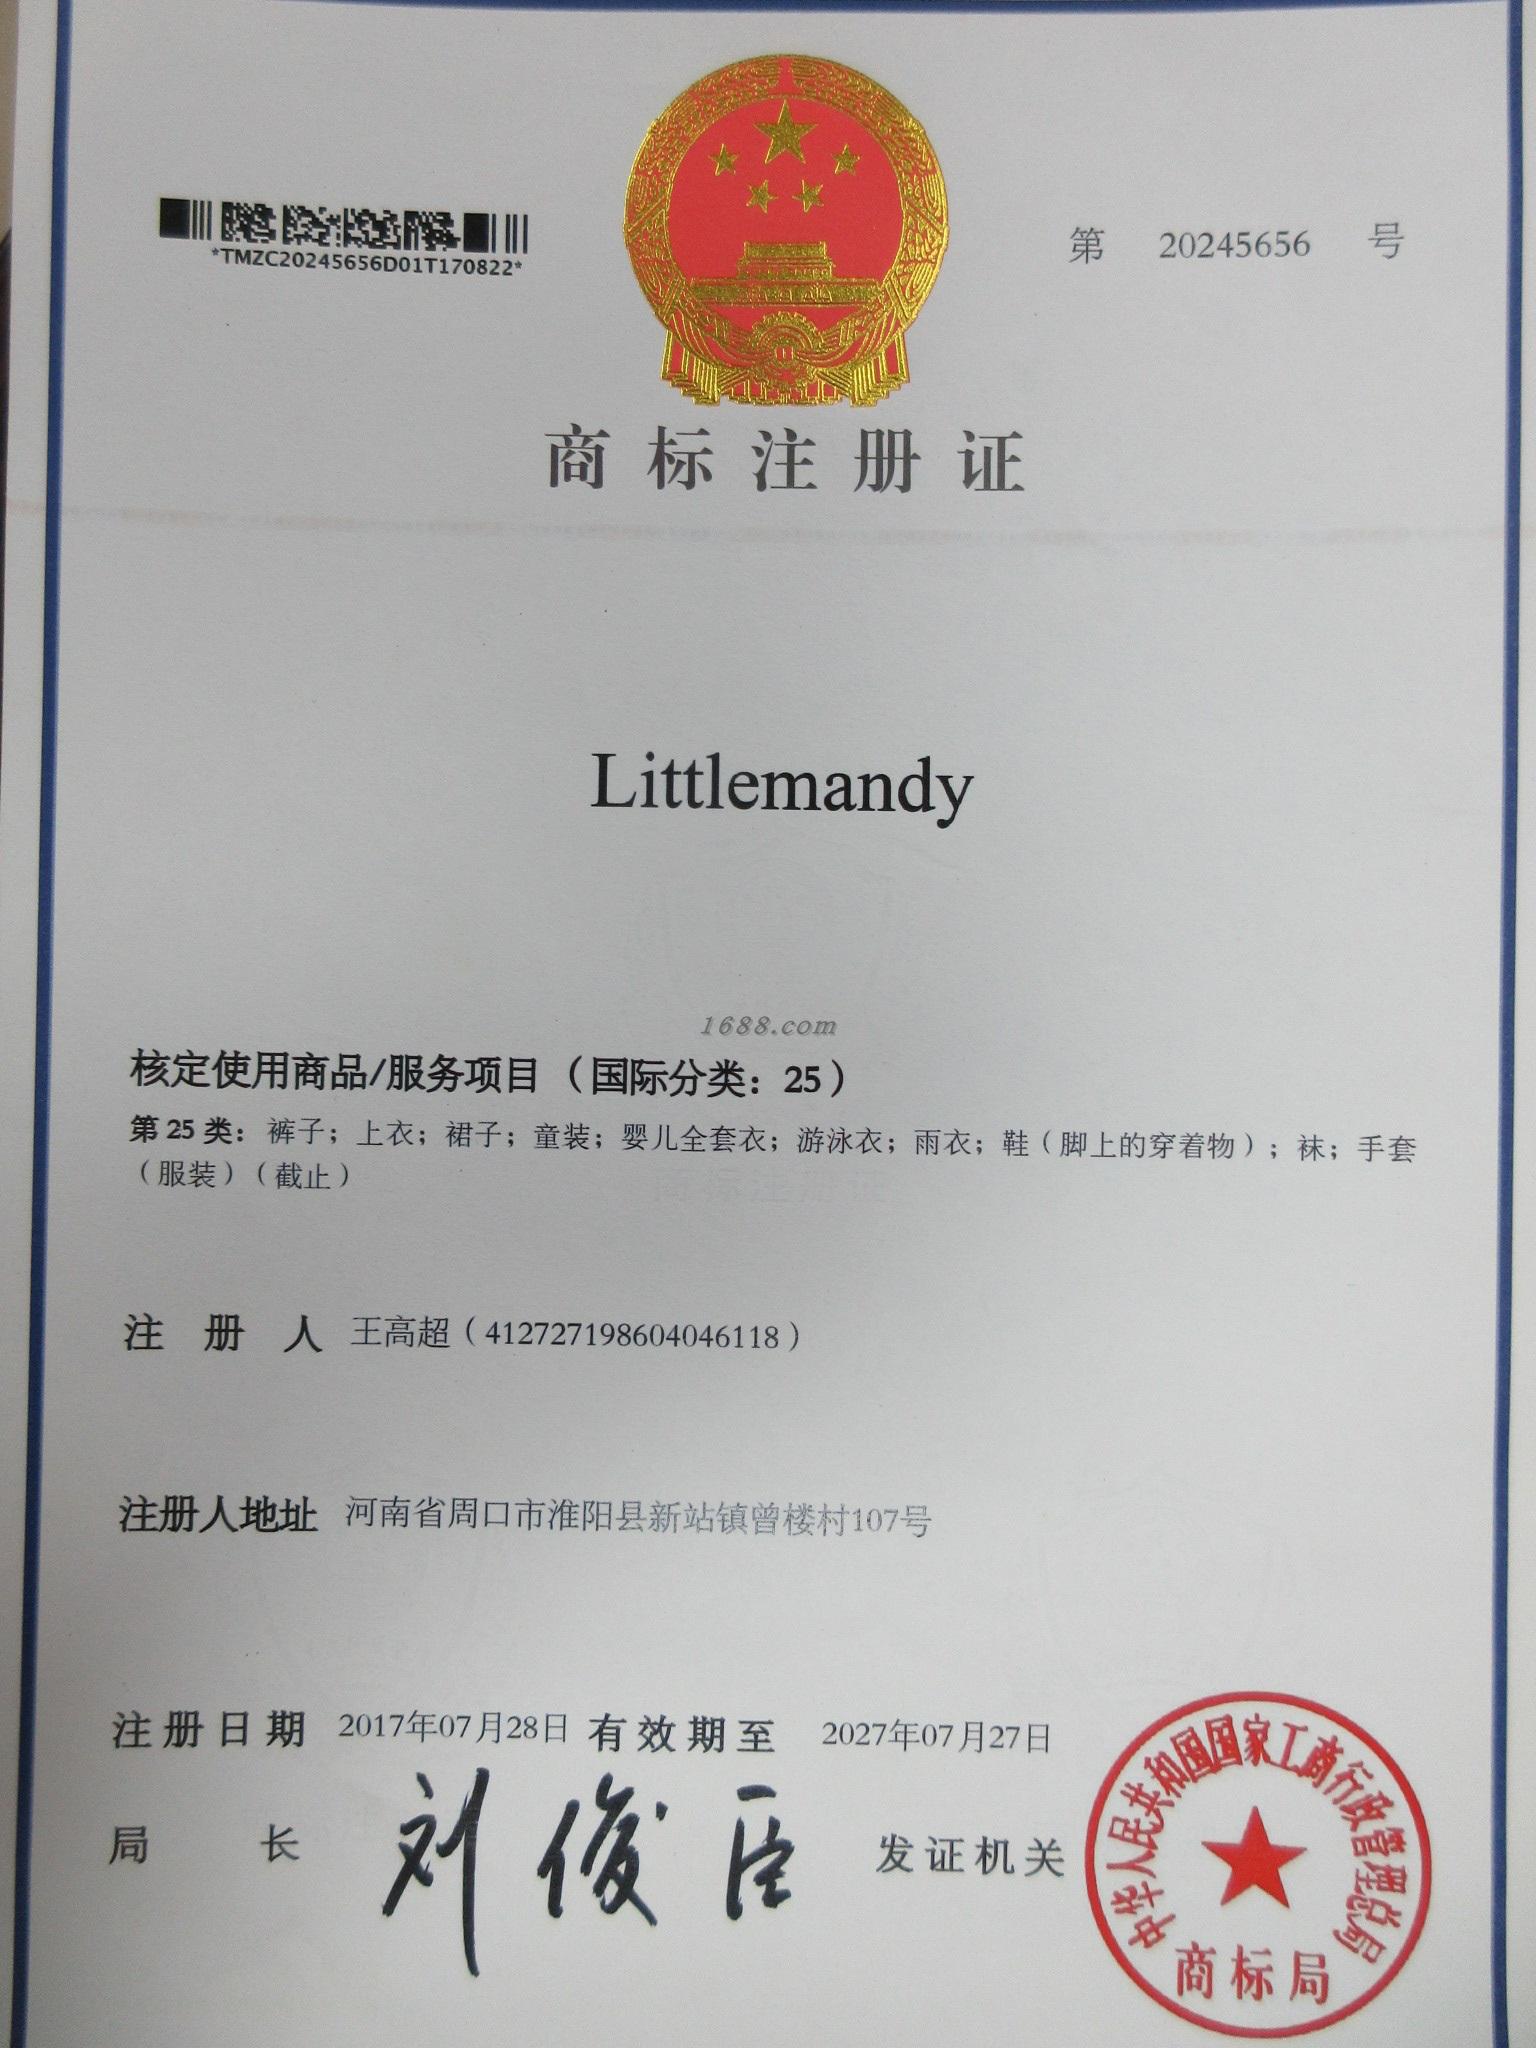 *TMZC20245656D01T170822*
第 20245656 号
商标注册证
Littlemandy
1688.com
核定使用商品/服务项目（国际分类：25）
第 25 类：裤子；上衣；裙子；童装；婴儿全套衣；游泳衣；雨衣；鞋（脚上的穿着物）；袜；手套
（服装）（截止）
注册人 王高超（412727198604046118）
注册人地址 河南省周口市淮阳县新站镇曾楼村107号
注册日期 2017年07月28日 有效期至 2027年07月27日
局长 刘俊臣 发证机关
中华人民共和国国家工商行政管理总局
商标局